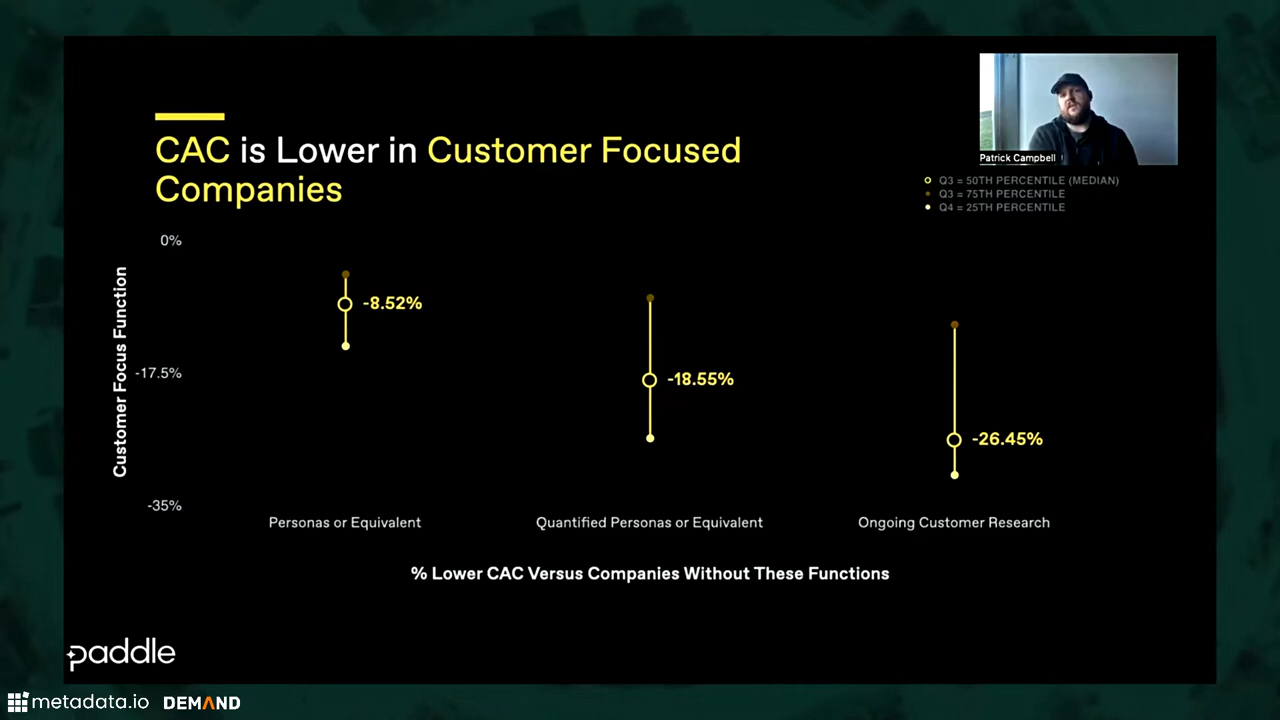 CAC is Lower in Customer Focused
Companies
Patrick Campbell
Q3 = 50TH PERCENTILE (MEDIAN)
Q3 = 75TH PERCENTILE
Q4 = 25TH PERCENTILE
Customer Focus Function
0%
-17.5%
-35%
-8.52%
-18.55%
-26.45%
Personas or Equivalent
Quantified Personas or Equivalent
Ongoing Customer Research
% Lower CAC Versus Companies Without These Functions
paddle
metadata.io DEMAND